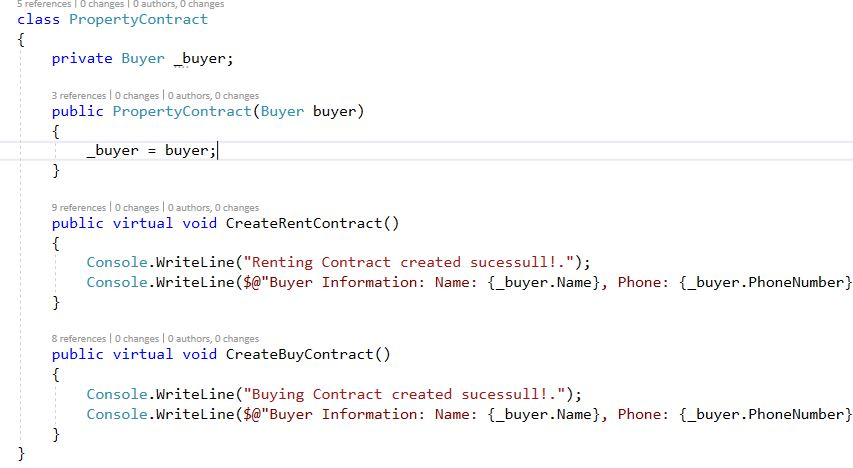 5 references | 0 changes | 0 authors, 0 changes
class PropertyContract
{
    private Buyer _buyer;
    3 references | 0 changes | 0 authors, 0 changes
    public PropertyContract(Buyer buyer)
    {
        _buyer = buyer;
    }
    9 references | 0 changes | 0 authors, 0 changes
    public virtual void CreateRentContract()
    {
        Console.WriteLine("Renting Contract created sucessull!.");
        Console.WriteLine($@"Buyer Information: Name: {_buyer.Name}, Phone: {_buyer.PhoneNumber}
    }
    8 references | 0 changes | 0 authors, 0 changes
    public virtual void CreateBuyContract()
    {
        Console.WriteLine("Buying Contract created sucessull!.");
        Console.WriteLine($@"Buyer Information: Name: {_buyer.Name}, Phone: {_buyer.PhoneNumber}
    }
}